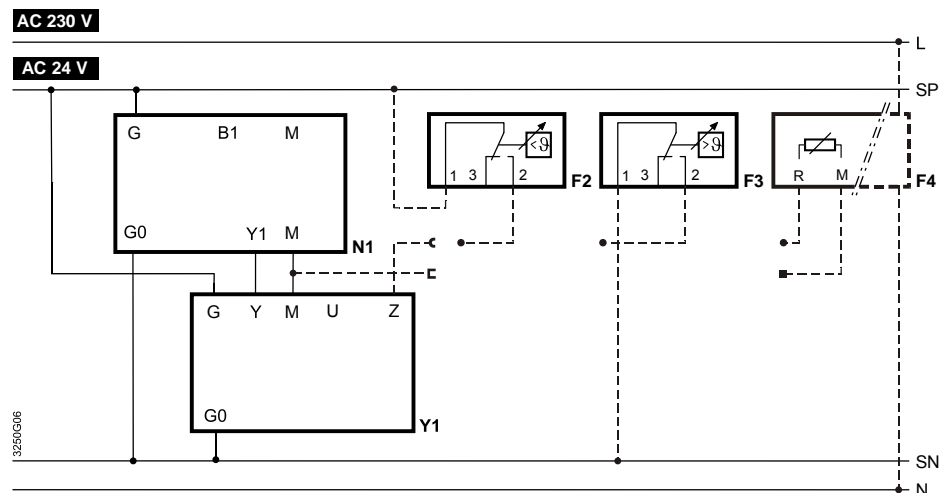 AC 230 V
L
AC 24 V
SP
G B1 M
G0 Y1 M
N1
<ϑ
1 3 2
F2
>ϑ
1 3 2
F3
R M
F4
G Y M U Z
G0
Y1
3250G06
SN
N